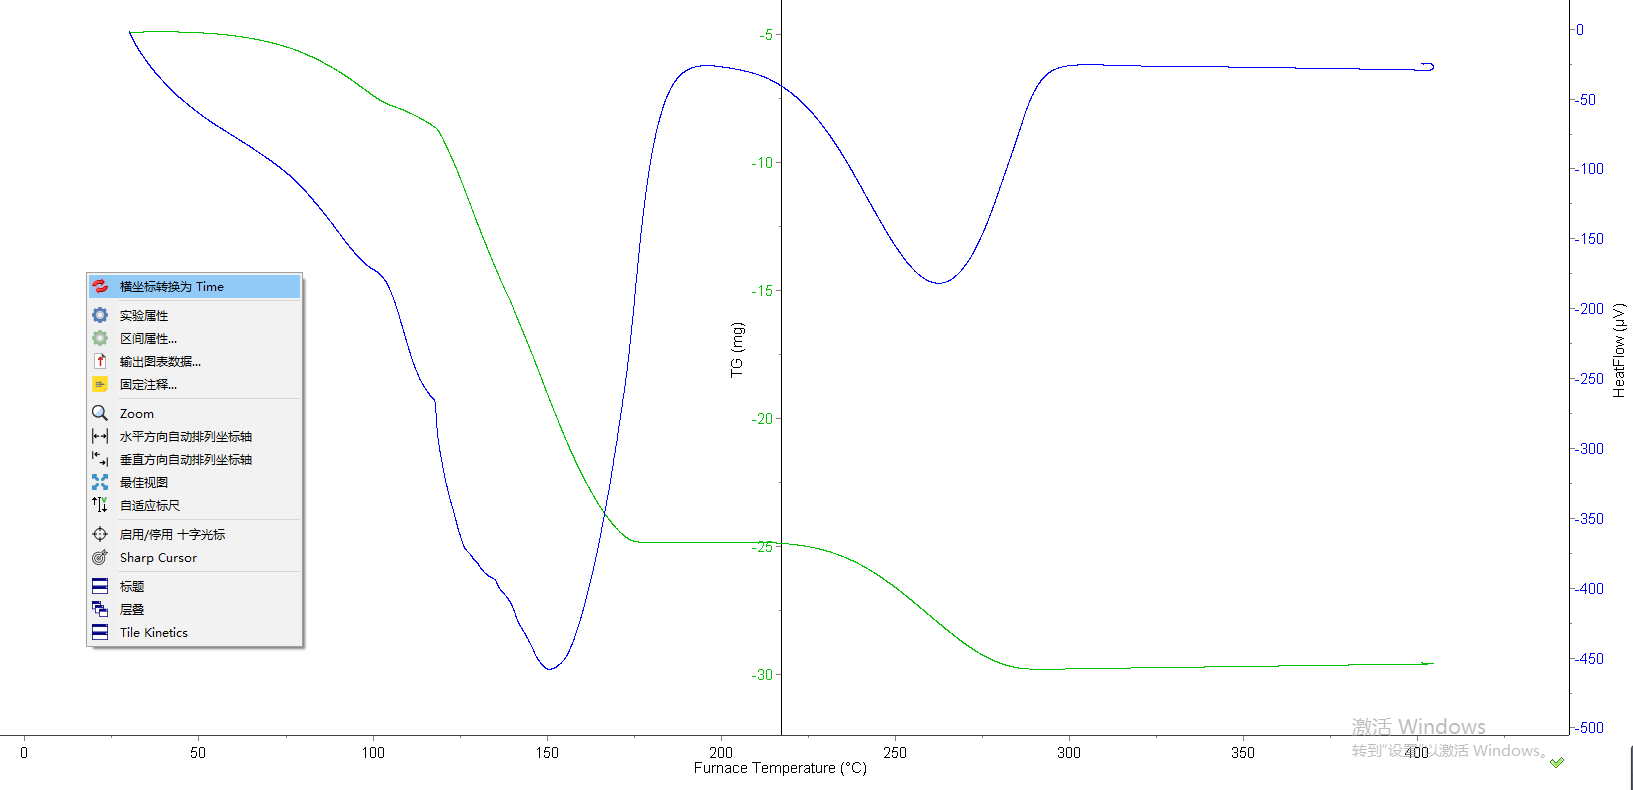 -5
-10
-15
-20
-25
-30
TG (mg)
0
-50
-100
-150
-200
-250
-300
-350
-400
-450
-500
HeatFlow (µV)
横坐标转换为 Time
实验属性
区间属性...
输出图表数据...
固定注释...
Zoom
水平方向自动排列坐标轴
垂直方向自动排列坐标轴
最佳视图
自适应标尺
启用/停用 十字光标
Sharp Cursor
标题
层叠
Tile Kinetics
激活 Windows
转到"设置"以激活 Windows。
0 50 100 150 200 250 300 350 400
Furnace Temperature (°C)